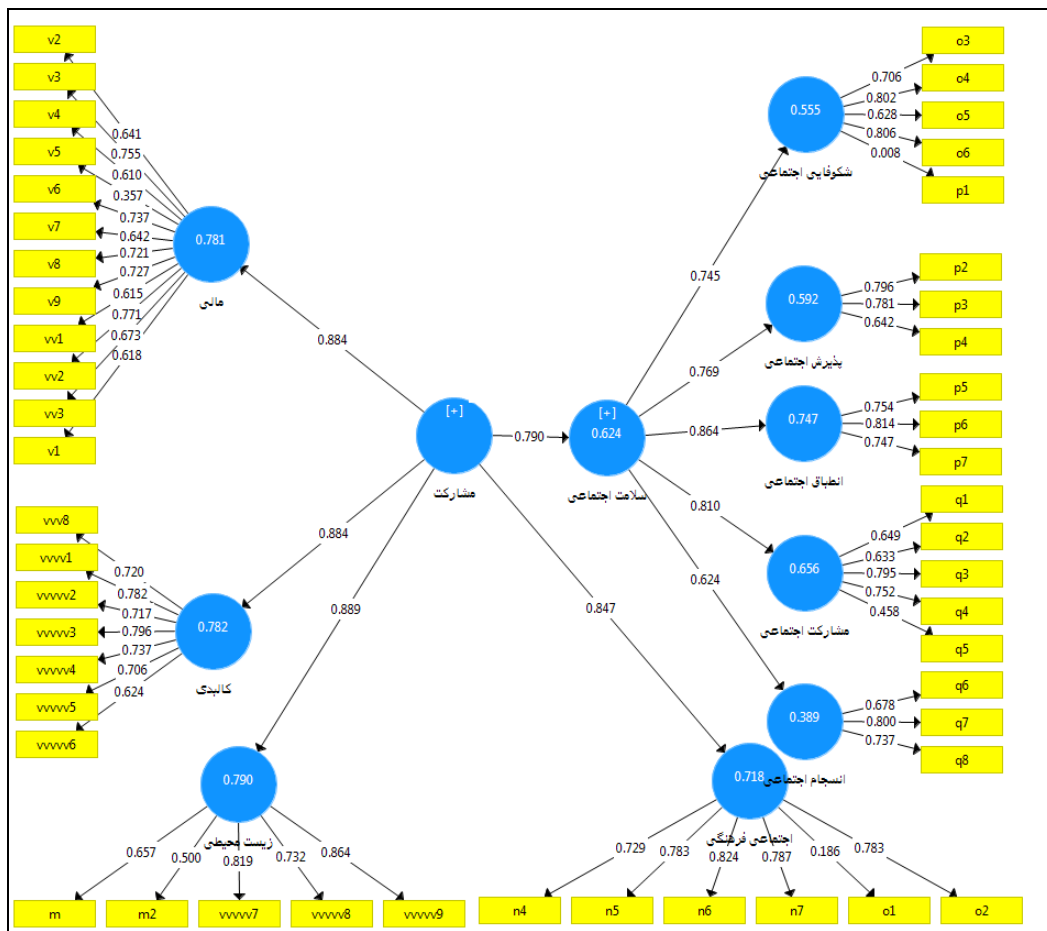 v2
v3
v4
v5
v6
v7
v8
v9
vv1
vv2
vv3
v1
0.641
0.755
0.610
0.357
0.737
0.642
0.721
0.727
0.615
0.771
0.673
0.618
0.781
مالی
0.884
vvv8
vvvv1
vvvvv2
vvvvv3
vvvvv4
vvvvv5
vvvvv6
0.720
0.782
0.717
0.796
0.737
0.706
0.624
0.782
کالبدی
0.884
[+]
مشارکت
0.790
[+]
0.624
سلامت اجتماعی
0.889
0.847
0.790
زیست محیطی
0.657
0.500
0.819
0.732
0.864
m
m2
vvvvv7
vvvvv8
vvvvv9
0.745
0.769
0.864
0.810
0.624
0.555
شکوفایی اجتماعی
0.706
0.802
0.628
0.806
0.008
o3
o4
o5
o6
p1
0.592
پذیرش اجتماعی
0.796
0.781
0.642
p2
p3
p4
0.747
انطباق اجتماعی
0.754
0.814
0.747
p5
p6
p7
0.656
مشارکت اجتماعی
0.649
0.633
0.795
0.752
0.458
q1
q2
q3
q4
q5
0.389
انسجام اجتماعی
0.678
0.800
0.737
q6
q7
q8
0.718
اجتماعی فرهنگی
0.729
0.783
0.824
0.787
0.186
0.783
n4
n5
n6
n7
o1
o2